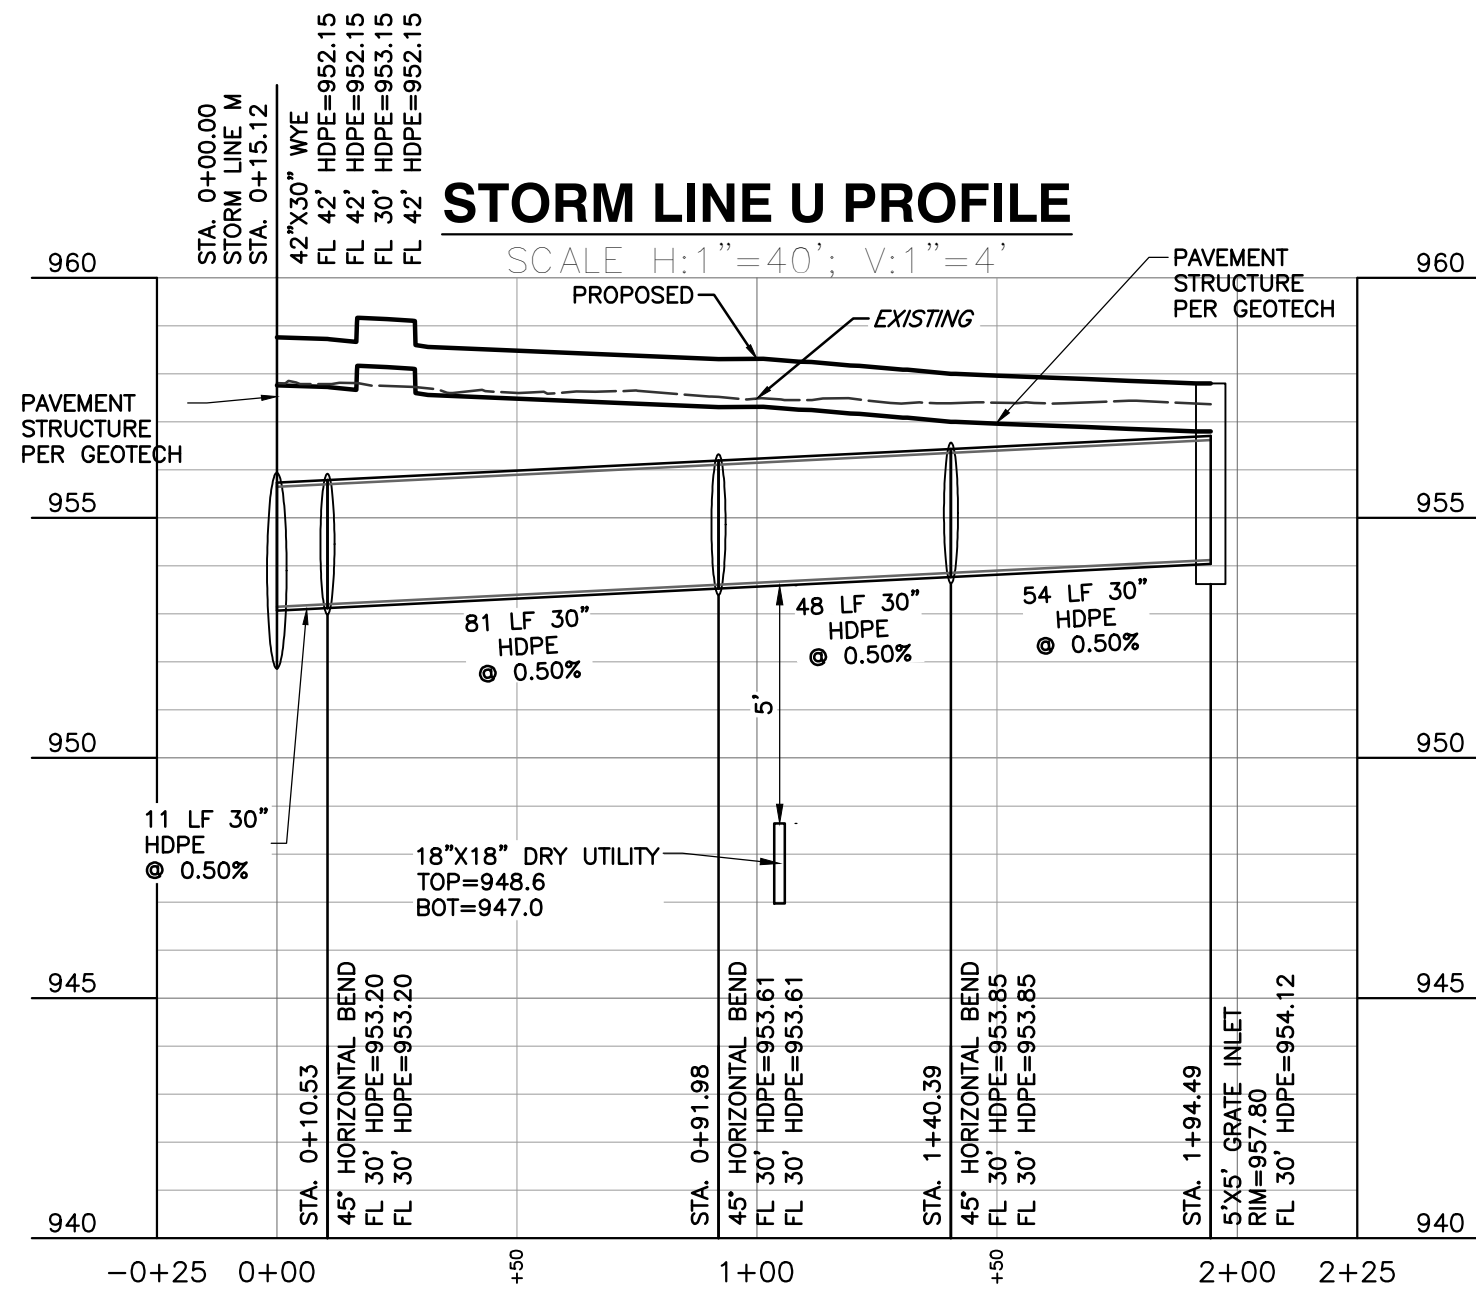 STA. 0+00.00
STORM LINE M
STA. 0+15.12
42"X30" WYE
FL 42' HDPE=952.15
FL 42' HDPE=952.15
FL 30' HDPE=953.15
FL 42' HDPE=952.15
STORM LINE U PROFILE
SCALE H:1"=40'; V:1"=4'
960
960
PROPOSED
EXISTING
PAVEMENT
STRUCTURE
PER GEOTECH
PAVEMENT
STRUCTURE
PER GEOTECH
955
955
81 LF 30"
HDPE
@ 0.50%
48 LF 30"
HDPE
@ 0.50%
54 LF 30"
HDPE
@ 0.50%
5'
950
950
11 LF 30"
HDPE
@ 0.50%
18"X18" DRY UTILITY
TOP=948.6
BOT=947.0
945
945
STA. 0+10.53
45° HORIZONTAL BEND
FL 30' HDPE=953.20
FL 30' HDPE=953.20
STA. 0+91.98
45° HORIZONTAL BEND
FL 30' HDPE=953.61
FL 30' HDPE=953.61
STA. 1+40.39
45° HORIZONTAL BEND
FL 30' HDPE=953.85
FL 30' HDPE=953.85
STA. 1+94.49
5'X5' GRATE INLET
RIM=957.80
FL 30' HDPE=954.12
940
940
-0+25
0+00
+50
1+00
+50
2+00
2+25